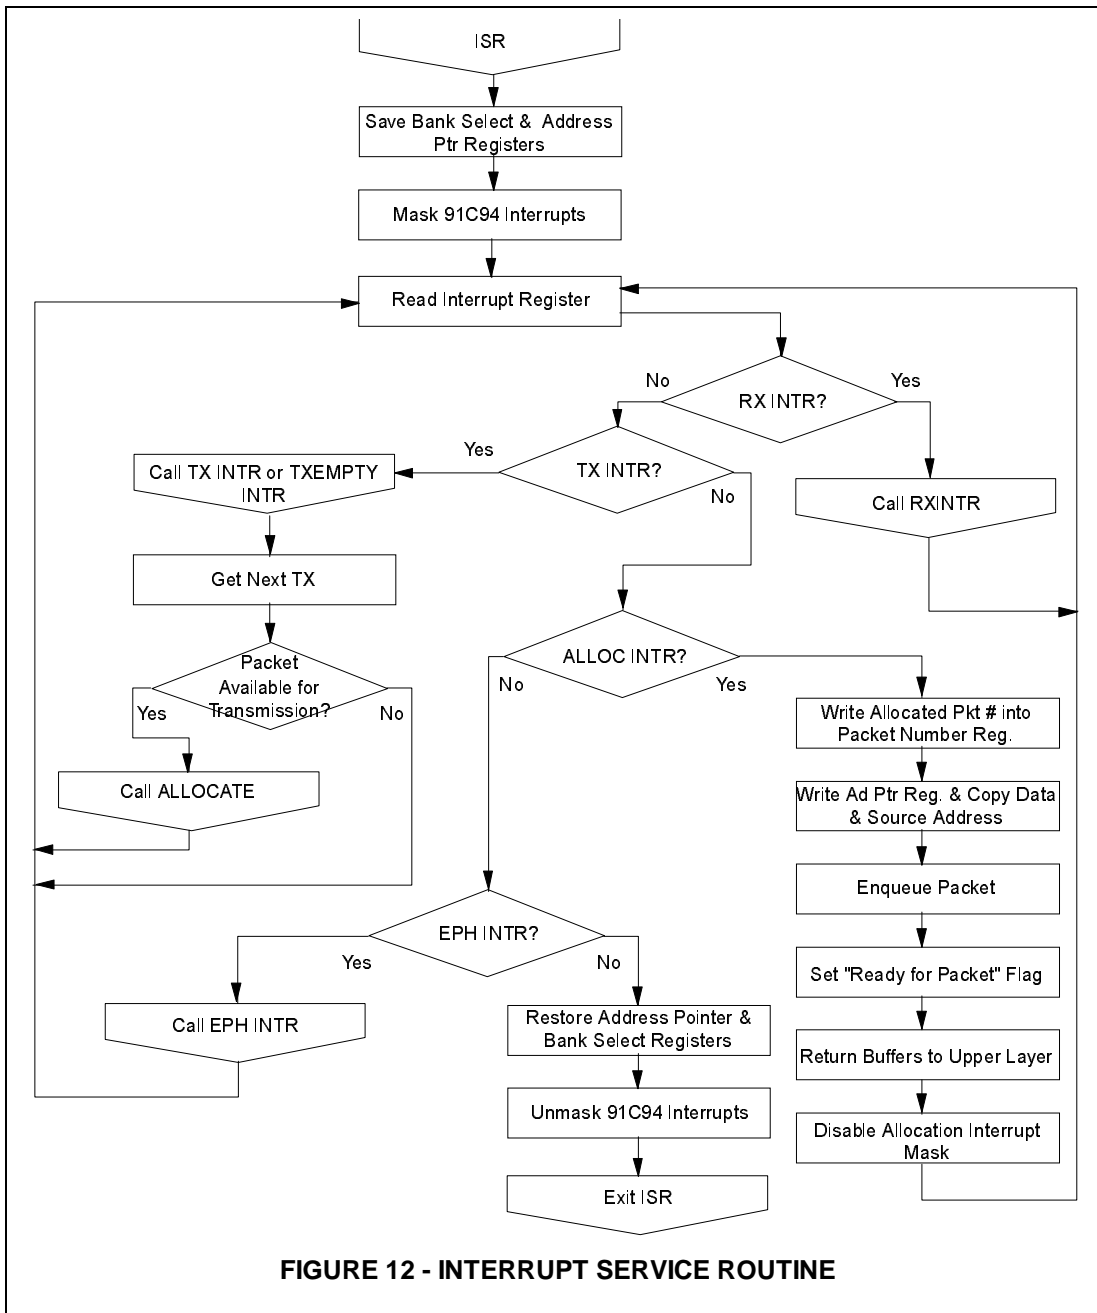 ISR
Save Bank Select & Address
Ptr Registers
Mask 91C94 Interrupts
Read Interrupt Register
No
RX INTR?
Yes
Yes
TX INTR?
No
Call TX INTR or TXEMPTY
INTR
Call RXINTR
Get Next TX
Packet
Available for
Transmission?
Yes
No
ALLOC INTR?
No
Yes
Write Allocated Pkt # into
Packet Number Reg.
Call ALLOCATE
Write Ad Ptr Reg. & Copy Data
& Source Address
Enqueue Packet
EPH INTR?
Yes
No
Set "Ready for Packet" Flag
Call EPH INTR
Restore Address Pointer &
Bank Select Registers
Return Buffers to Upper Layer
Unmask 91C94 Interrupts
Disable Allocation Interrupt
Mask
Exit ISR
FIGURE 12 - INTERRUPT SERVICE ROUTINE